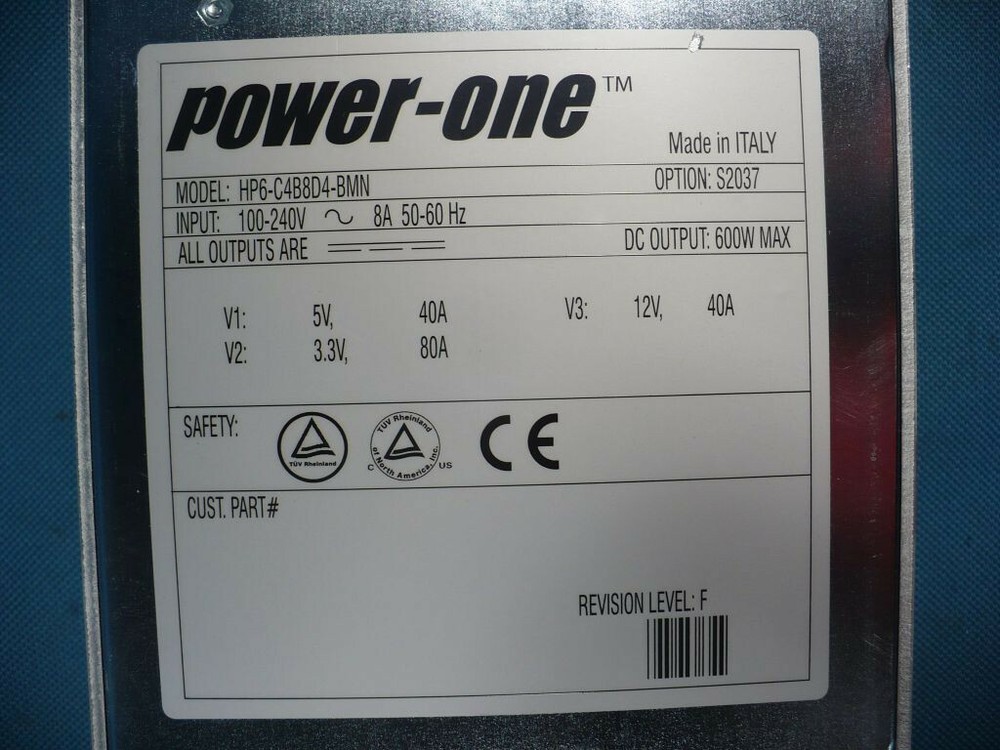 power-one™
Made in ITALY
MODEL: HP6-C4B8D4-BMN OPTION: S2037
INPUT: 100-240V ~ 8A 50-60 Hz
ALL OUTPUTS ARE DC OUTPUT: 600W MAX
V1: 5V, 40A V3: 12V, 40A
V2: 3.3V, 80A
SAFETY:
TÜV Rheinland
TÜV Rheinland
of North America, Inc.
C US
CE
CUST. PART#
REVISION LEVEL: F